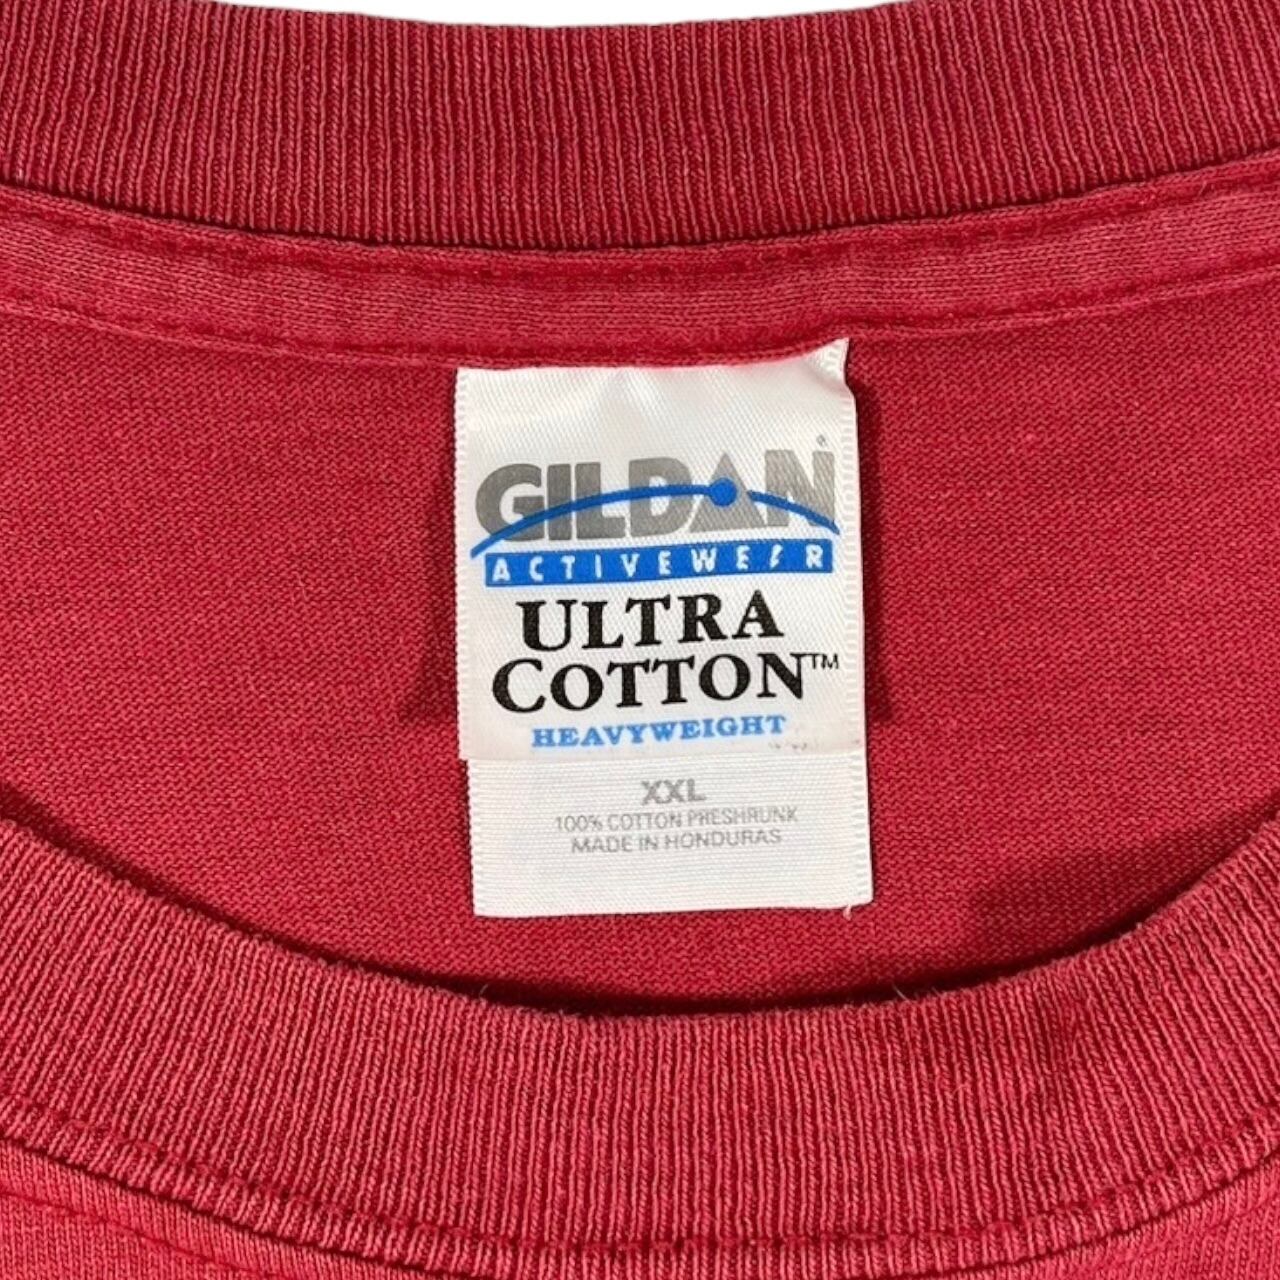 GILDAN®
ACTIVEWEAR
ULTRA
COTTON™
HEAVYWEIGHT
XXL
100% COTTON PRESHRUNK
MADE IN HONDURAS